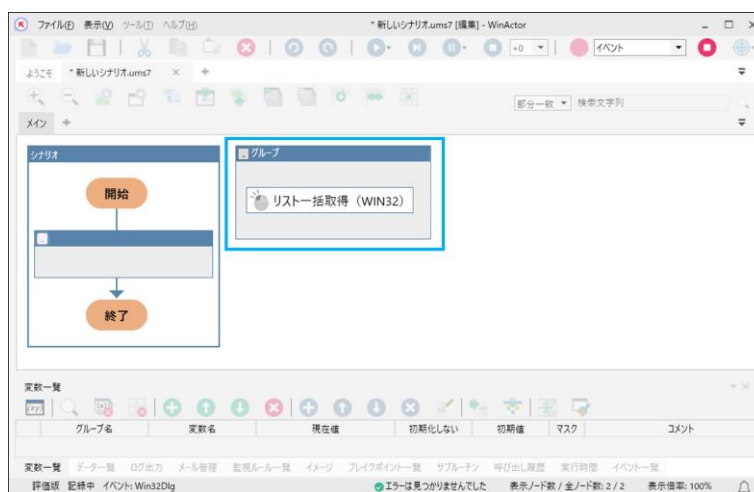 ファイル(F) 表示(V) ツール(T) ヘルプ(H) * 新しいシナリオ.ums7 [編集] - WinActor
+0 イベント
ようこそ * 新しいシナリオ.ums7 × +
部分一致 検索文字列
メイン +
シナリオ
グループ
開始
リスト一括取得（WIN32）
終了
変数一覧
グループ名 変数名 現在値 初期化しない 初期値 マスク コメント
変数一覧 データ一覧 ログ出力 メール管理 監視ルール一覧 イメージ ブレイクポイント一覧 サブルーチン 呼び出し履歴 実行時間 イベント一覧
評価版 記録中 イベント: Win32Dlg エラーは見つかりませんでした 表示ノード数 / 全ノード数: 2 / 2 表示倍率: 100%